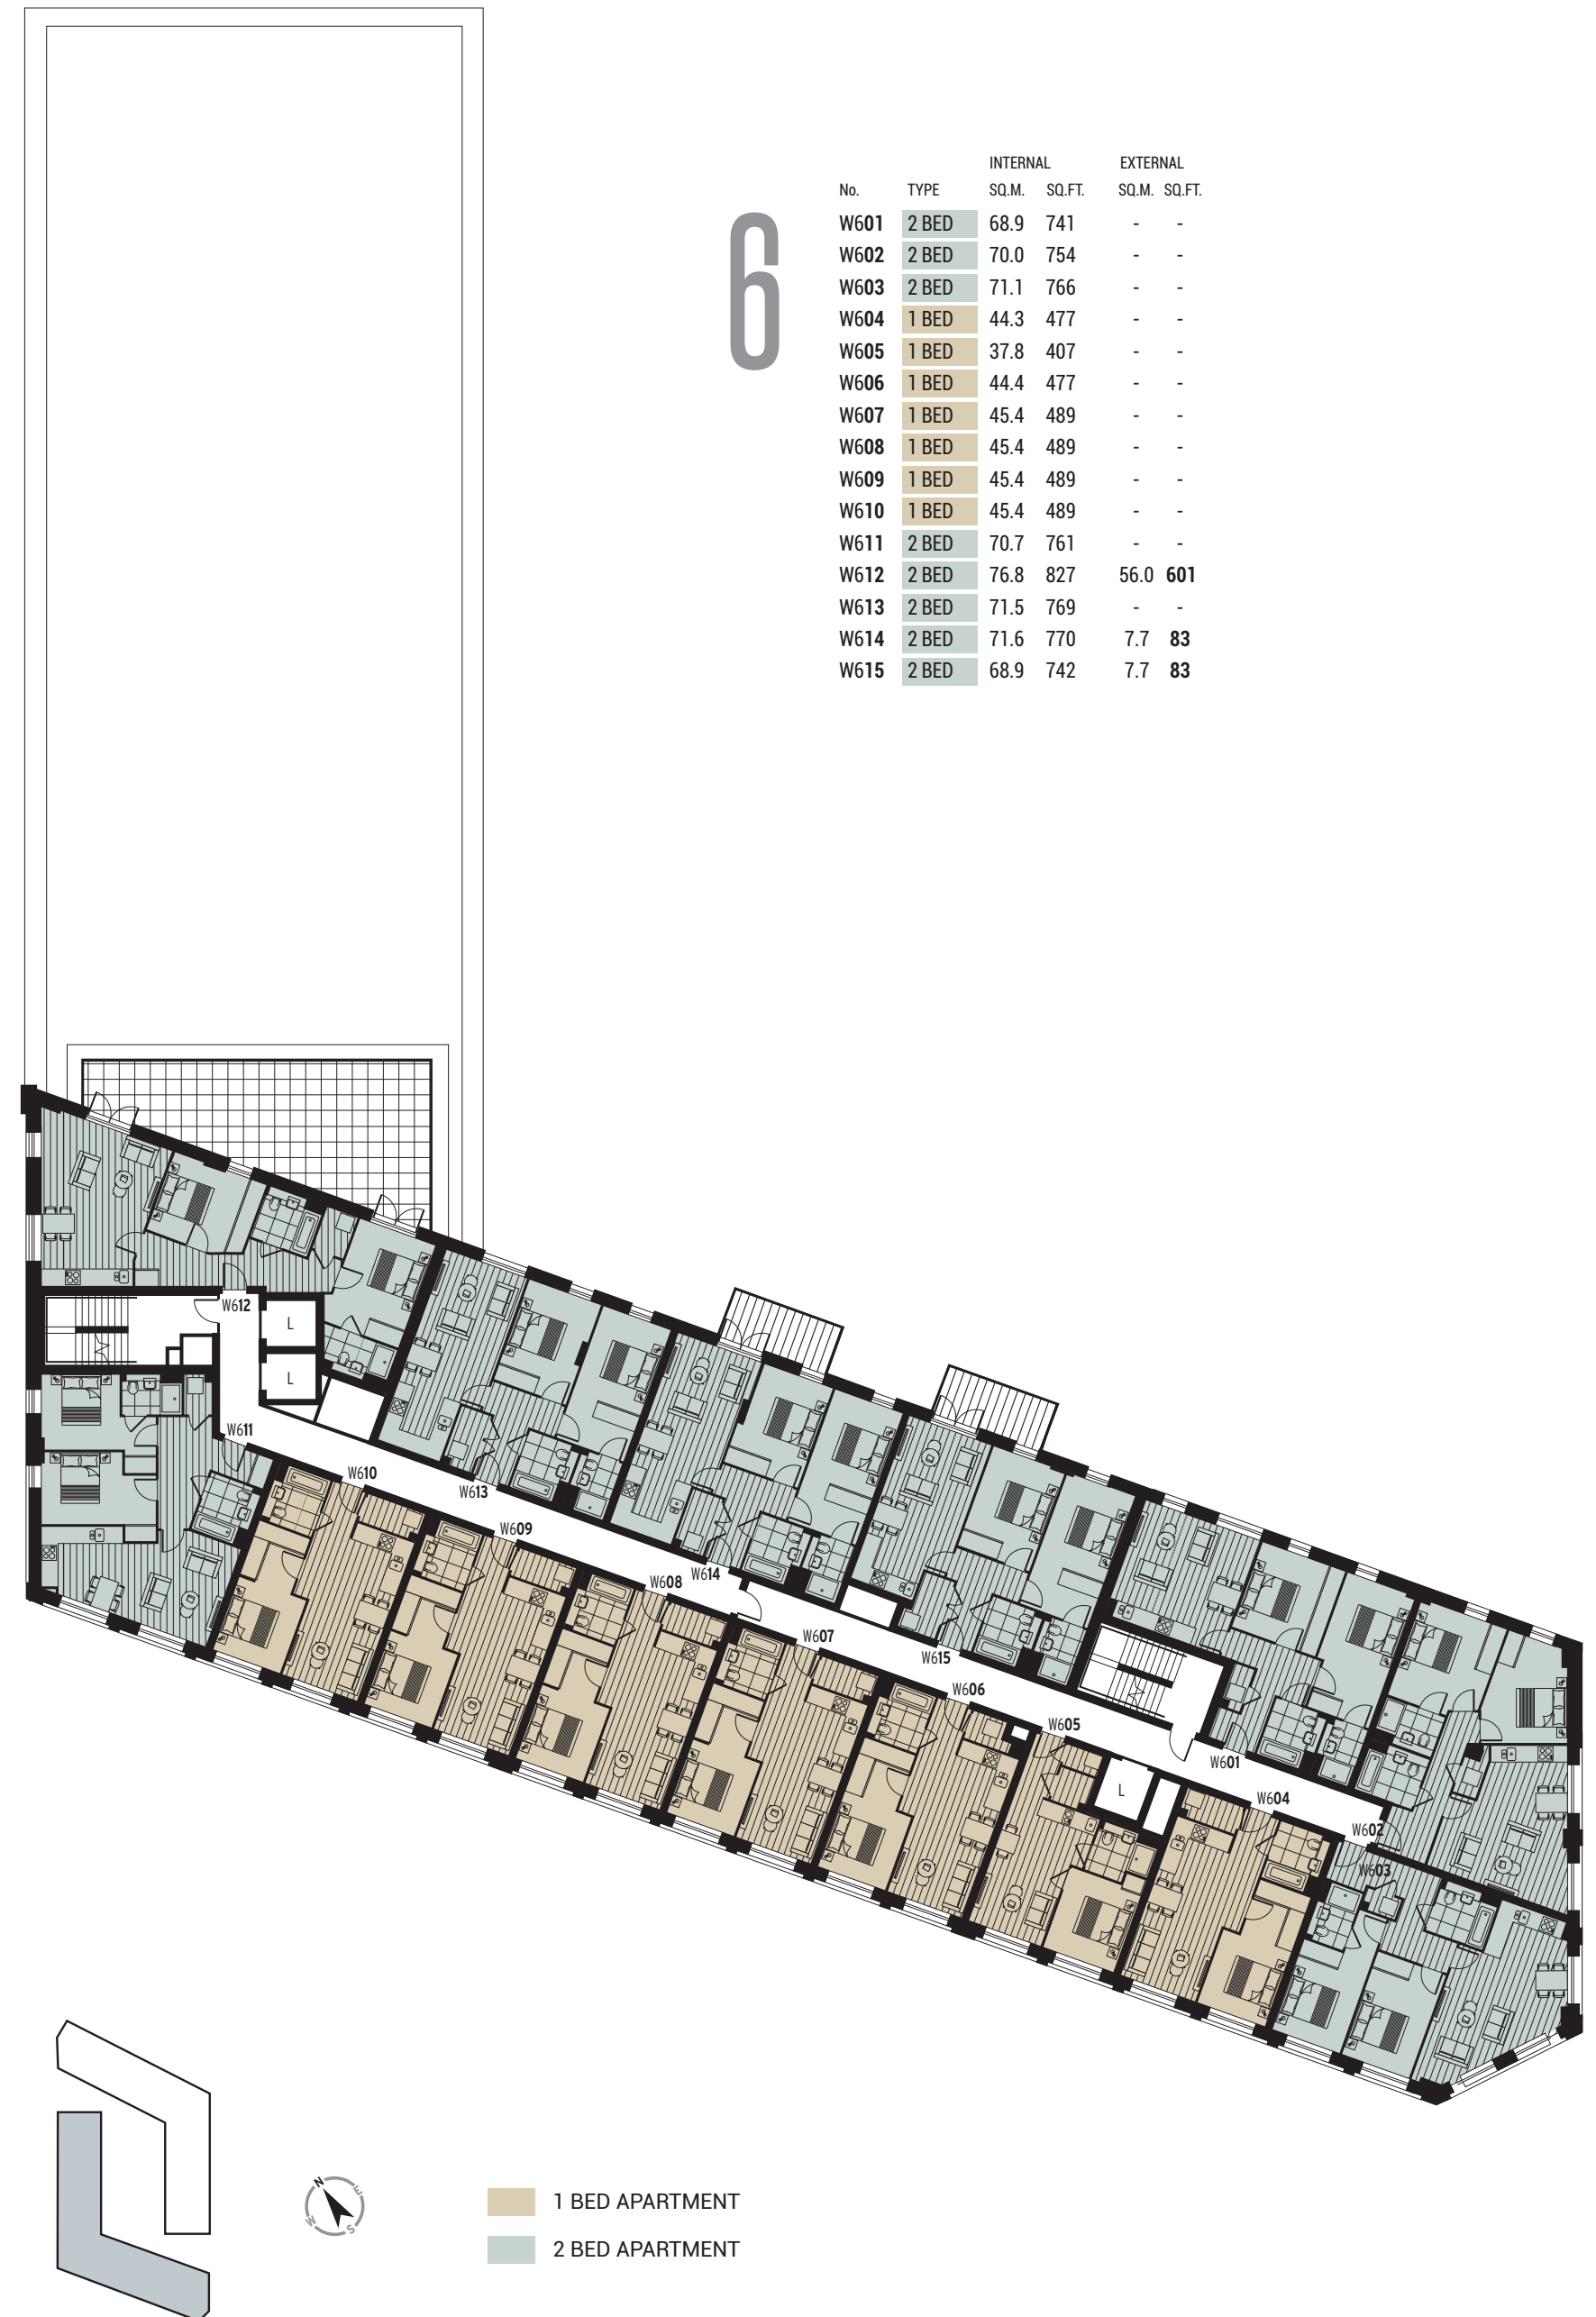 6
INTERNAL EXTERNAL
No. TYPE SQ.M. SQ.FT. SQ.M. SQ.FT.
W601 2 BED 68.9 741 - -
W602 2 BED 70.0 754 - -
W603 2 BED 71.1 766 - -
W604 1 BED 44.3 477 - -
W605 1 BED 37.8 407 - -
W606 1 BED 44.4 477 - -
W607 1 BED 45.4 489 - -
W608 1 BED 45.4 489 - -
W609 1 BED 45.4 489 - -
W610 1 BED 45.4 489 - -
W611 2 BED 70.7 761 - -
W612 2 BED 76.8 827 56.0 601
W613 2 BED 71.5 769 - -
W614 2 BED 71.6 770 7.7 83
W615 2 BED 68.9 742 7.7 83
W612
L
L
W611
W610
W613
W609
W614
W608
W607
W615
W606
W605
W601
L
W604
W602
W603
N
E
W
S
1 BED APARTMENT
2 BED APARTMENT